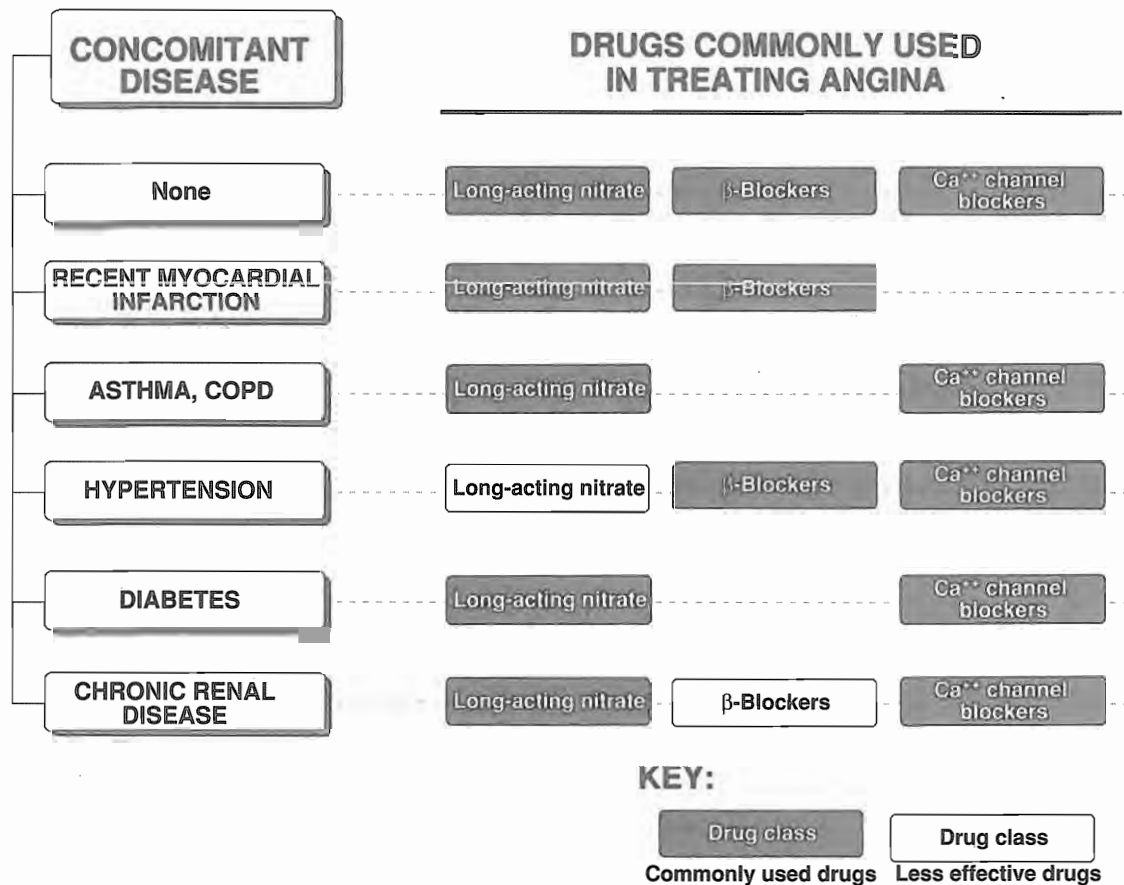 CONCOMITANT
DISEASE
DRUGS COMMONLY USED
IN TREATING ANGINA
None
Long-acting nitrate
β-Blockers
Ca⁺⁺ channel
blockers
RECENT MYOCARDIAL
INFARCTION
Long-acting nitrate
β-Blockers
ASTHMA, COPD
Long-acting nitrate
Ca⁺⁺ channel
blockers
HYPERTENSION
Long-acting nitrate
β-Blockers
Ca⁺⁺ channel
blockers
DIABETES
Long-acting nitrate
Ca⁺⁺ channel
blockers
CHRONIC RENAL
DISEASE
Long-acting nitrate
β-Blockers
Ca⁺⁺ channel
blockers
KEY:
Drug class
Drug class
Commonly used drugs
Less effective drugs